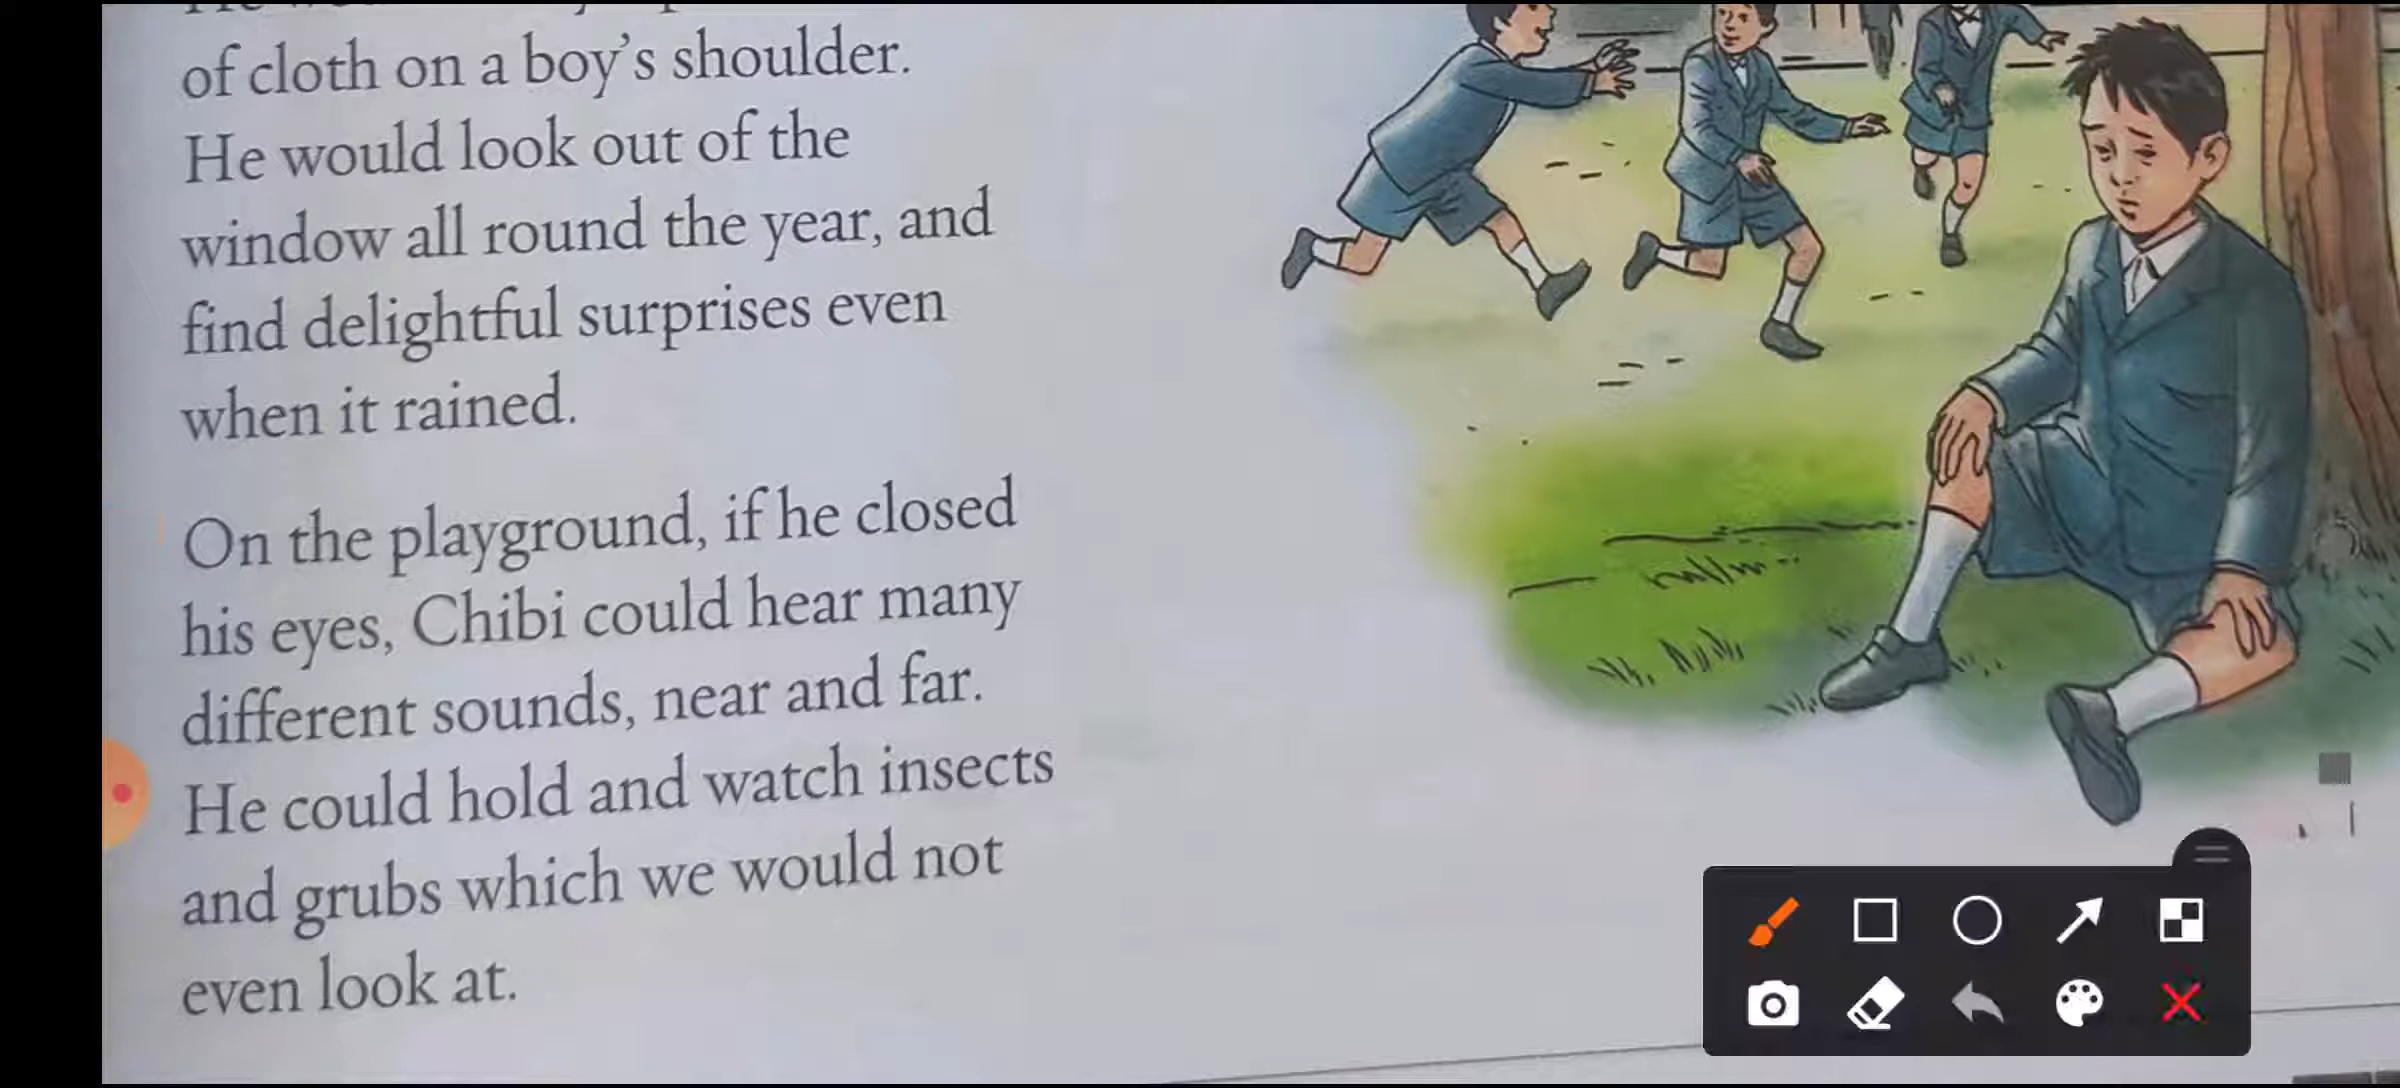 of cloth on a boy's shoulder.
He would look out of the
window all round the year, and
find delightful surprises even
when it rained.
On the playground, if he closed
his eyes, Chibi could hear many
different sounds, near and far.
He could hold and watch insects
and grubs which we would not
even look at.